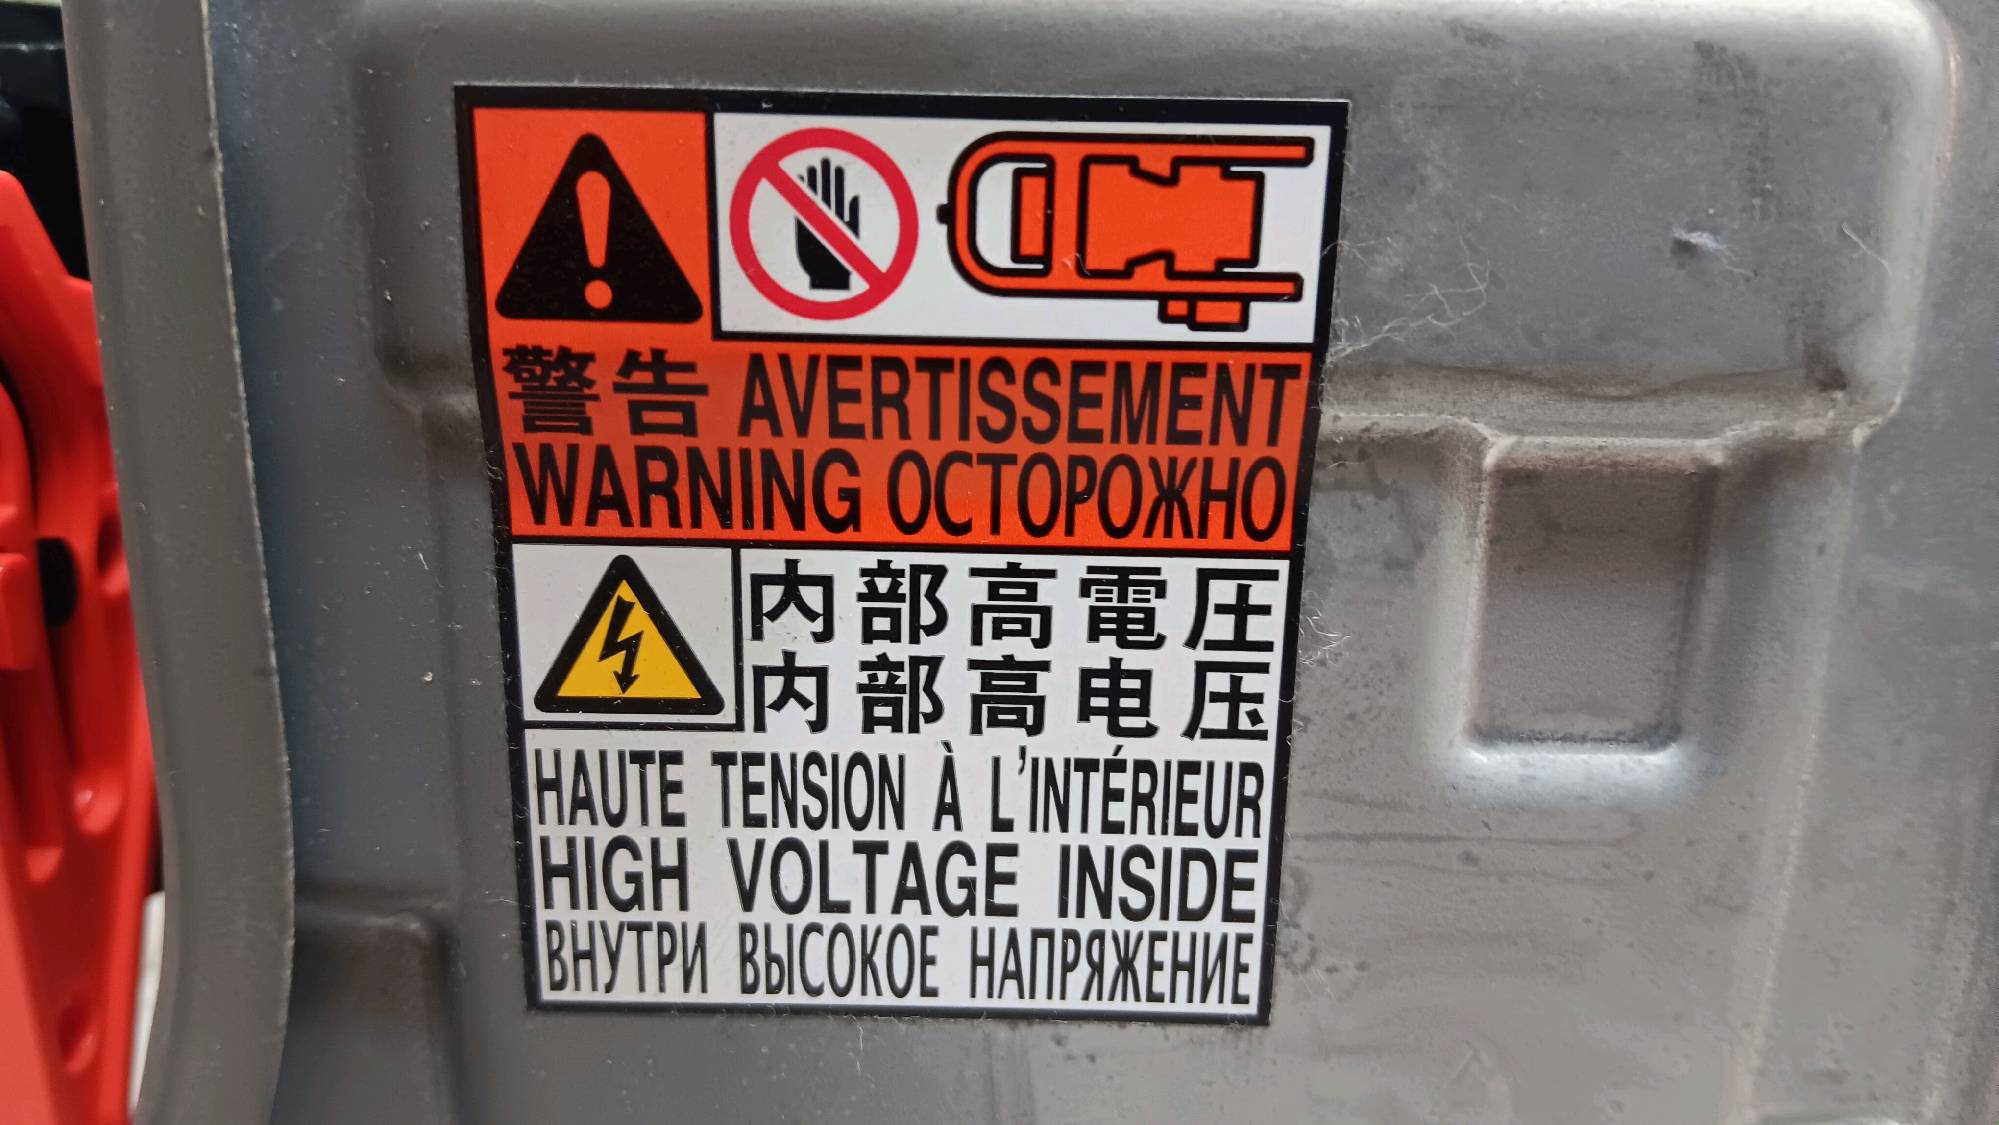 警告 AVERTISSEMENT
WARNING ОСТОРОЖНО
内部高電圧
内部高电压
HAUTE TENSION À L'INTÉRIEUR
HIGH VOLTAGE INSIDE
ВНУТРИ ВЫСОКОЕ НАПРЯЖЕНИЕ